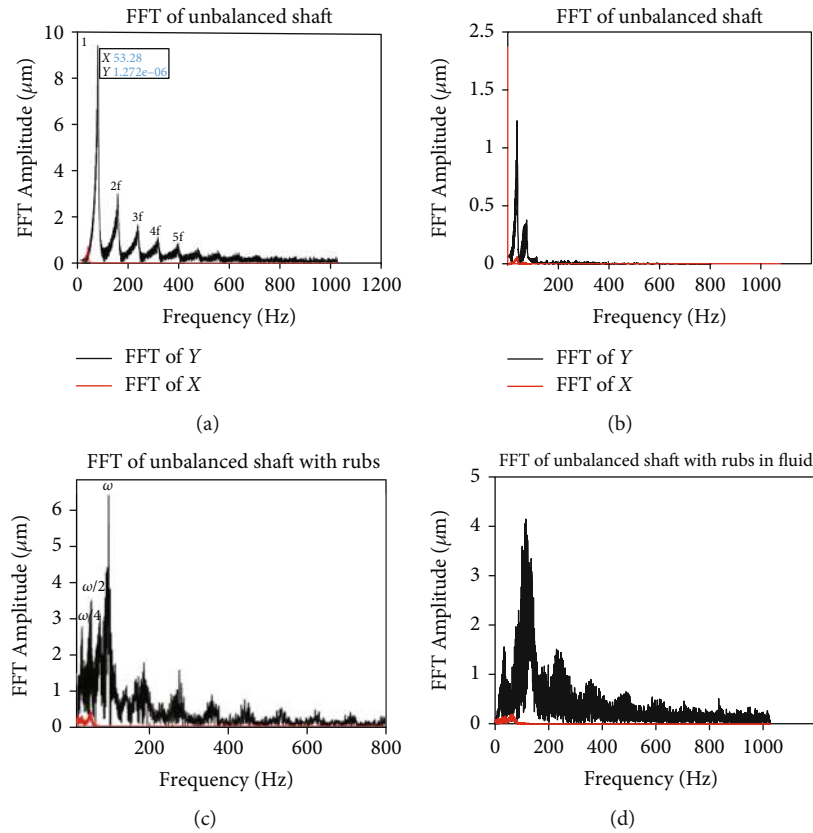 FFT of unbalanced shaft
10
8
6
4
2
0
0 200 400 600 800 1000 1200
FFT Amplitude (μm)
Frequency (Hz)
1
X 53.28
Y 1.272e–06
2f
3f
4f
5f
FFT of Y
FFT of X
(a)
FFT of unbalanced shaft
2.5
2
1.5
1
0.5
0
200 400 600 800 1000
FFT Amplitude (μm)
Frequency (Hz)
FFT of Y
FFT of X
(b)
FFT of unbalanced shaft with rubs
6
5
4
3
2
1
0
200 400 600 800
FFT Amplitude (μm)
Frequency (Hz)
ω
ω/2
ω/4
(c)
FFT of unbalanced shaft with rubs in fluid
5
4
3
2
1
0
0 200 400 600 800 1000
FFT Amplitude (μm)
Frequency (Hz)
(d)